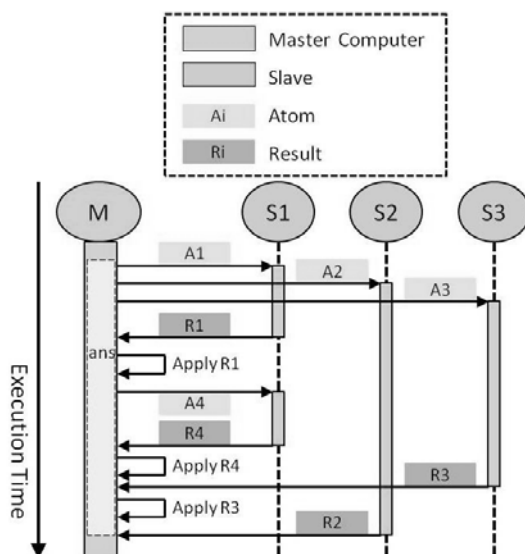 Master Computer
Slave
Ai Atom
Ri Result
M S1 S2 S3
A1
A2
A3
R1
ans
Apply R1
A4
R4
Apply R4
R3
Apply R3
R2
Execution Time